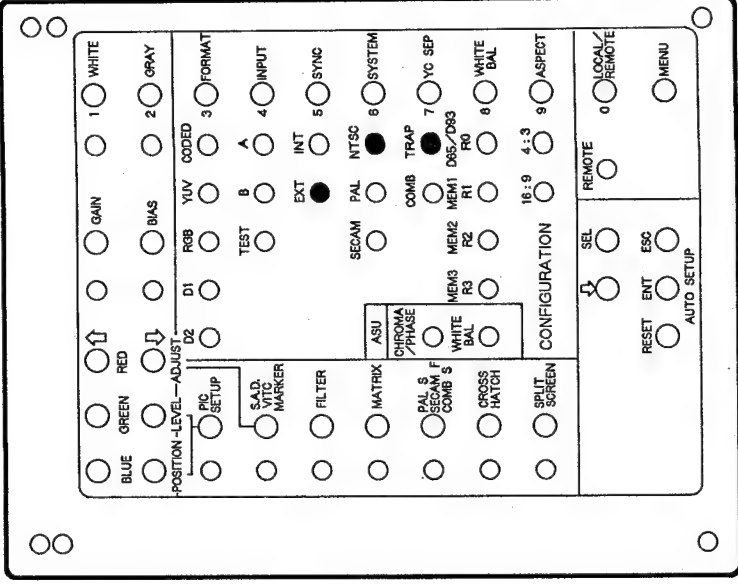 GAIN 1 WHITE
BLUE GREEN RED
BIAS 2 GRAY
POSITION-LEVEL-ADJUST
PIC
SETUP
D2 D1 RGB YUV CODED
3 FORMAT
S.A.D.
VITC
MARKER
TEST B A
4 INPUT
FILTER
EXT INT
5 SYNC
MATRIX
ASU
SECAM PAL NTSC
6 SYSTEM
PAL S
SECAM F
COMB S
CHROMA
/PHASE
COMB TRAP
7 YC SEP
CROSS
HATCH
WHITE
BAL
MEM3 MEM2 MEM1 D65/D93
R3 R2 R1 R0
8 WHITE
BAL
SPLIT
SCREEN
CONFIGURATION
16:9 4:3
9 ASPECT
SEL REMOTE
0 LOCAL/
REMOTE
RESET ENT ESC MENU
AUTO SETUP